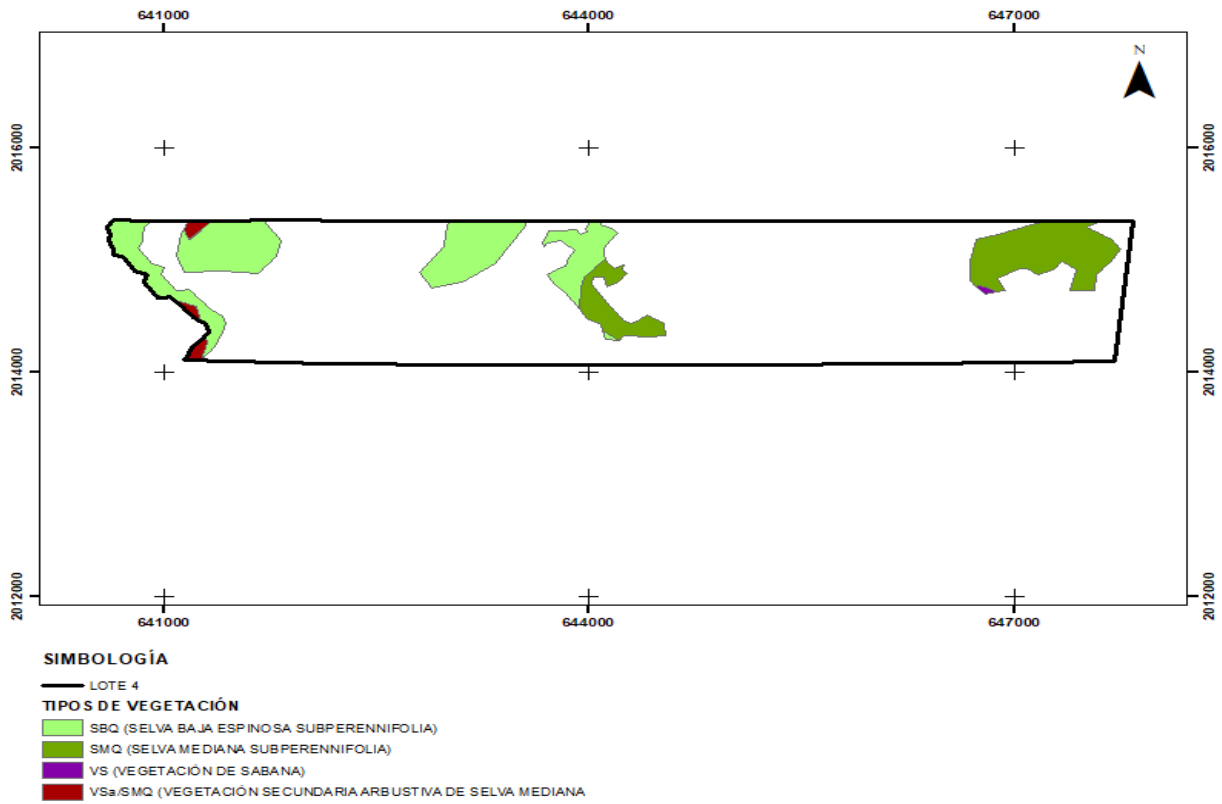 641000 644000 647000
N
2016000 2016000
2014000 2014000
2012000 2012000
641000 644000 647000
SIMBOLOGÍA
LOTE 4
TIPOS DE VEGETACIÓN
SBQ (SELVA BAJA ESPINOSA SUBPERENNIFOLIA)
SMQ (SELVA MEDIANA SUBPERENNIFOLIA)
VS (VEGETACIÓN DE SABANA)
VSa/SMQ (VEGETACIÓN SECUNDARIA ARBUSTIVA DE SELVA MEDIANA